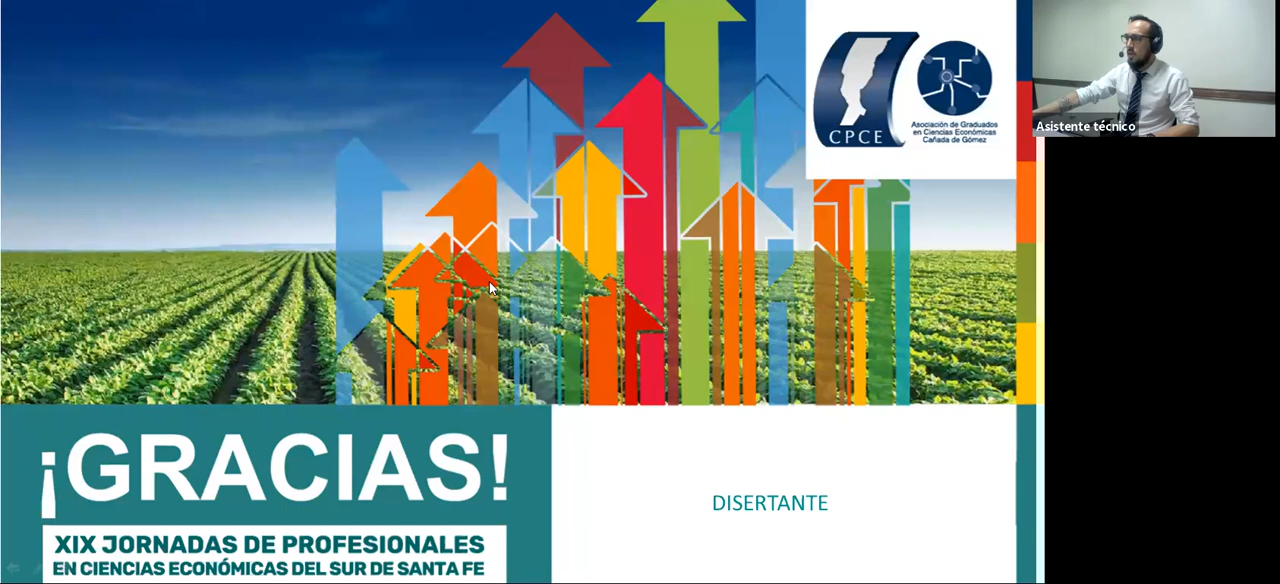 CPCE
Asociación de Graduados
en Ciencias Económicas
Cañada de Gómez
Asistente técnico
¡GRACIAS!
DISERTANTE
XIX JORNADAS DE PROFESIONALES
EN CIENCIAS ECONÓMICAS DEL SUR DE SANTA FE